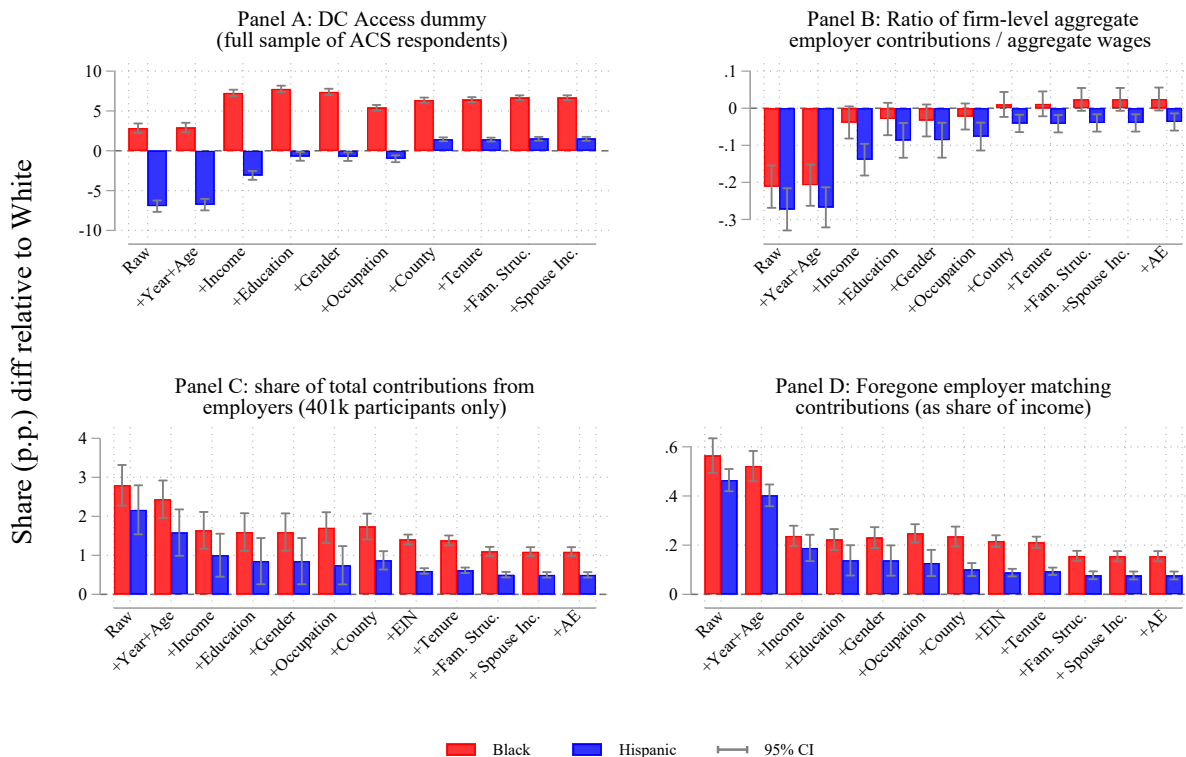 Share (p.p.) diff relative to White
Panel A: DC Access dummy
(full sample of ACS respondents)
10
5
0
-5
-10
Raw
+Year+Age
+Income
+Education
+Gender
+Occupation
+County
+Tenure
+Fam. Struc.
+Spouse Inc.
Panel B: Ratio of firm-level aggregate
employer contributions / aggregate wages
.1
0
-.1
-.2
-.3
Raw
+Year+Age
+Income
+Education
+Gender
+Occupation
+County
+Tenure
+Fam. Struc.
+Spouse Inc.
+AE
Panel C: share of total contributions from
employers (401k participants only)
4
3
2
1
0
Raw
+Year+Age
+Income
+Education
+Gender
+Occupation
+County
+EIN
+Tenure
+Fam. Struc.
+ Spouse Inc.
+AE
Panel D: Foregone employer matching
contributions (as share of income)
.6
.4
.2
0
Raw
+Year+Age
+Income
+Education
+Gender
+Occupation
+County
+EIN
+Tenure
+Fam. Struc.
+ Spouse Inc.
+AE
Black
Hispanic
95% CI